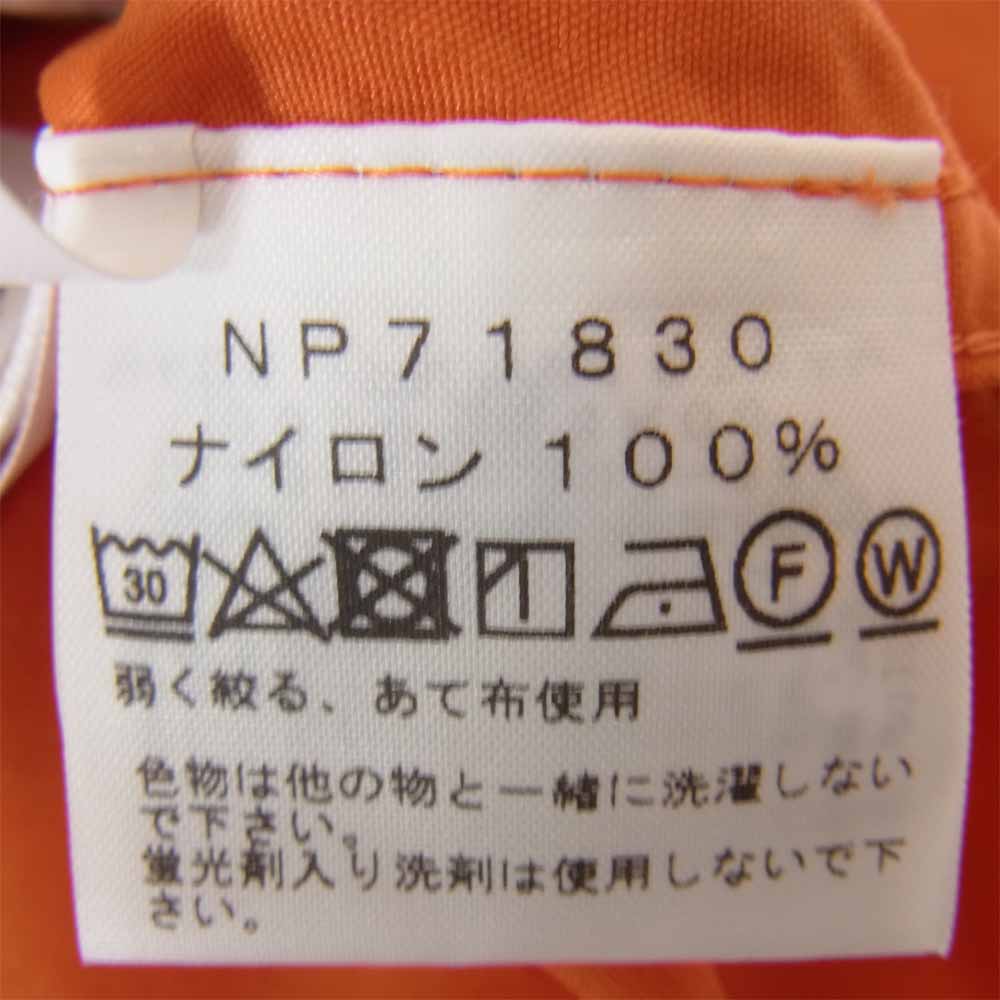 NP71830
ナイロン 100%
30 F W
弱く絞る、あて布使用
色物は他の物と一緒に洗濯しない
で下さい。
蛍光剤入り洗剤は使用しないで下
さい。